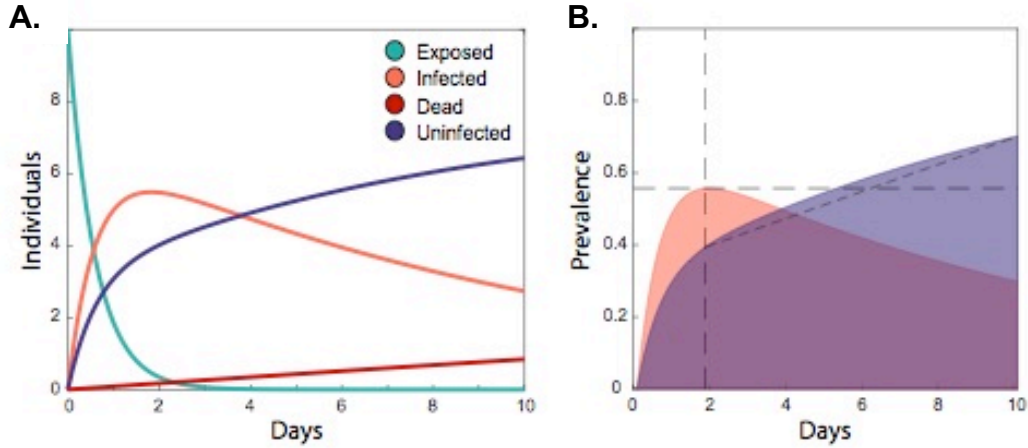 A.
Individuals
8
6
4
2
0
0 2 4 6 8 10
Days
Exposed
Infected
Dead
Uninfected
B.
Prevalence
0.8
0.6
0.4
0.2
0
0 2 4 6 8 10
Days